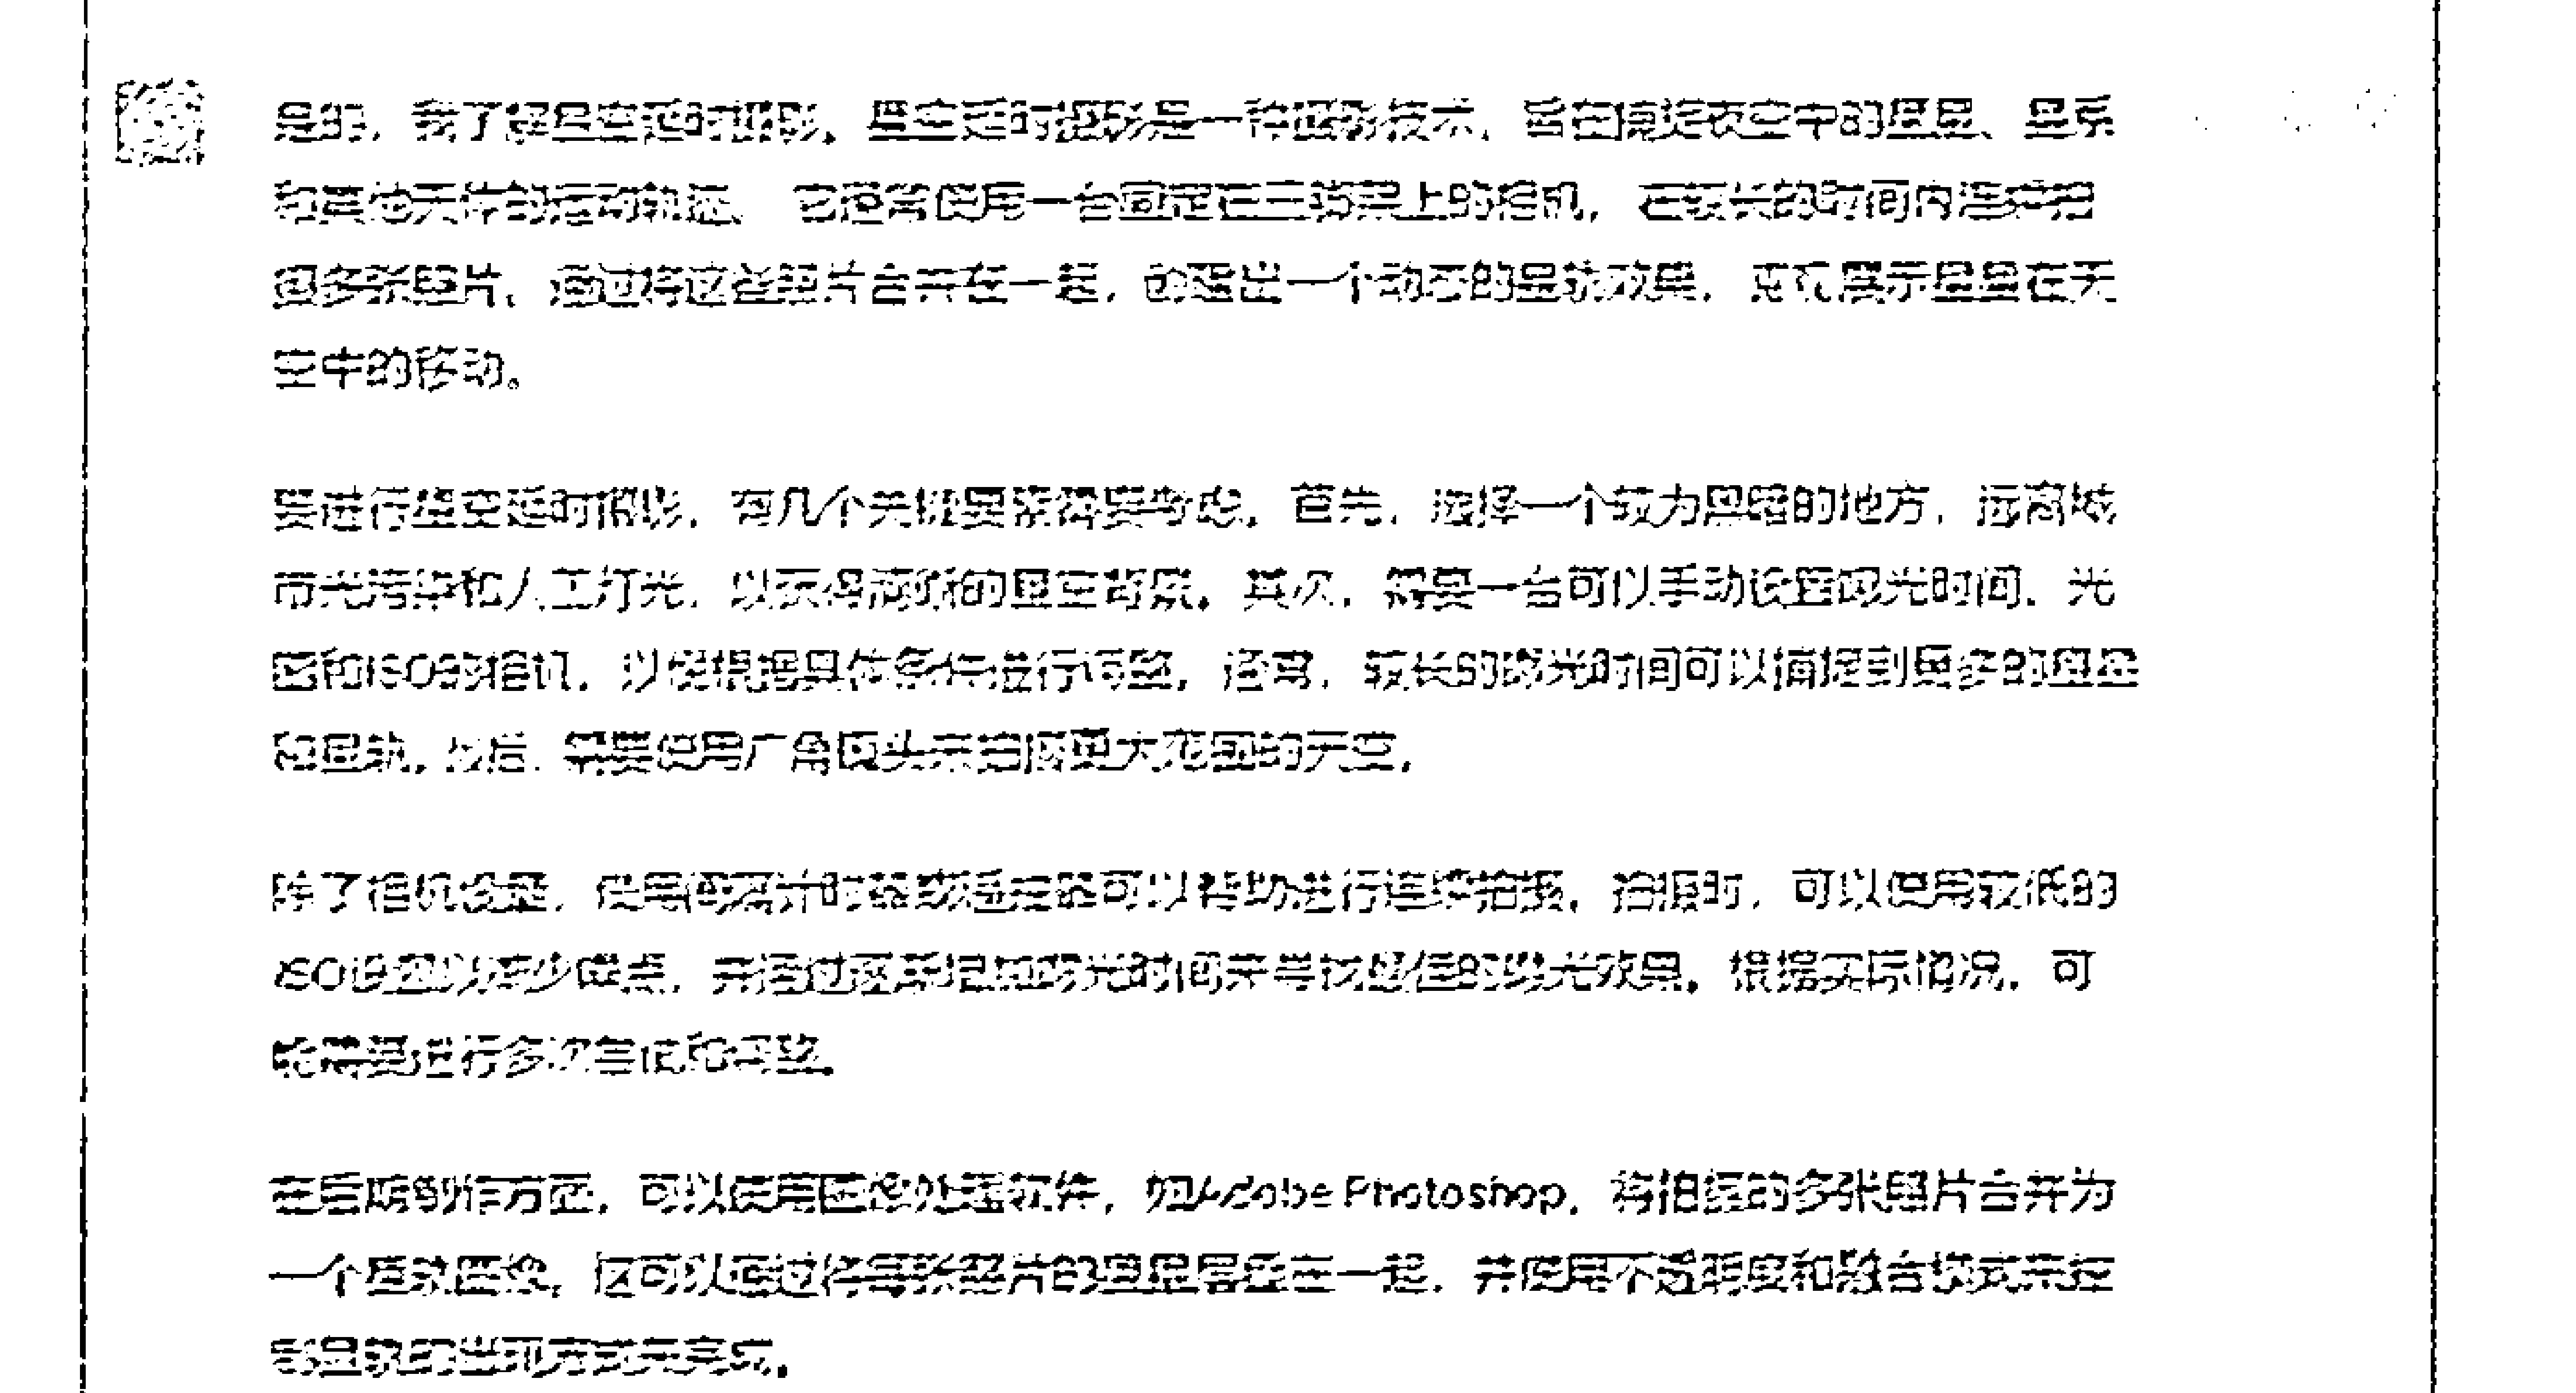 是的，我了解星空延时摄影。星空延时摄影是一种摄影技术，旨在捕捉夜空中的星星、星系
和其他天体的运动轨迹。它通常使用一台固定在三脚架上的相机，在较长的时间内连续拍
摄多张照片，通过将这些照片合并在一起，创建出一个动态的星轨效果，更可展示星星在天
空中的移动。
要进行星空延时摄影，有几个关键要素需要考虑。首先，选择一个较为黑暗的地方，远离城
市光污染和人工灯光，以获得清晰的星空背景。其次，需要一台可以手动设置曝光时间、光
圈和ISO的相机，以便根据具体条件进行调整。通常，较长的曝光时间可以捕捉到更多的星星
和星轨。然后，需要使用广角镜头来拍摄更大范围的天空。
除了相机设置，使用间隔计时器或遥控器可以帮助进行连续拍摄。拍摄时，可以使用较低的
ISO设置以减少噪点，并通过逐步增加曝光时间来寻找最佳的曝光效果。根据实际情况，可
能需要进行多次尝试和调整。
在后期制作方面，可以使用图像处理软件，如Adobe Photoshop，将拍摄的多张照片合并为
一个星轨图像。这可以通过将每张照片的星星叠在一起，并使用不透明度和融合模式来控
制星轨的出现方式来完成。